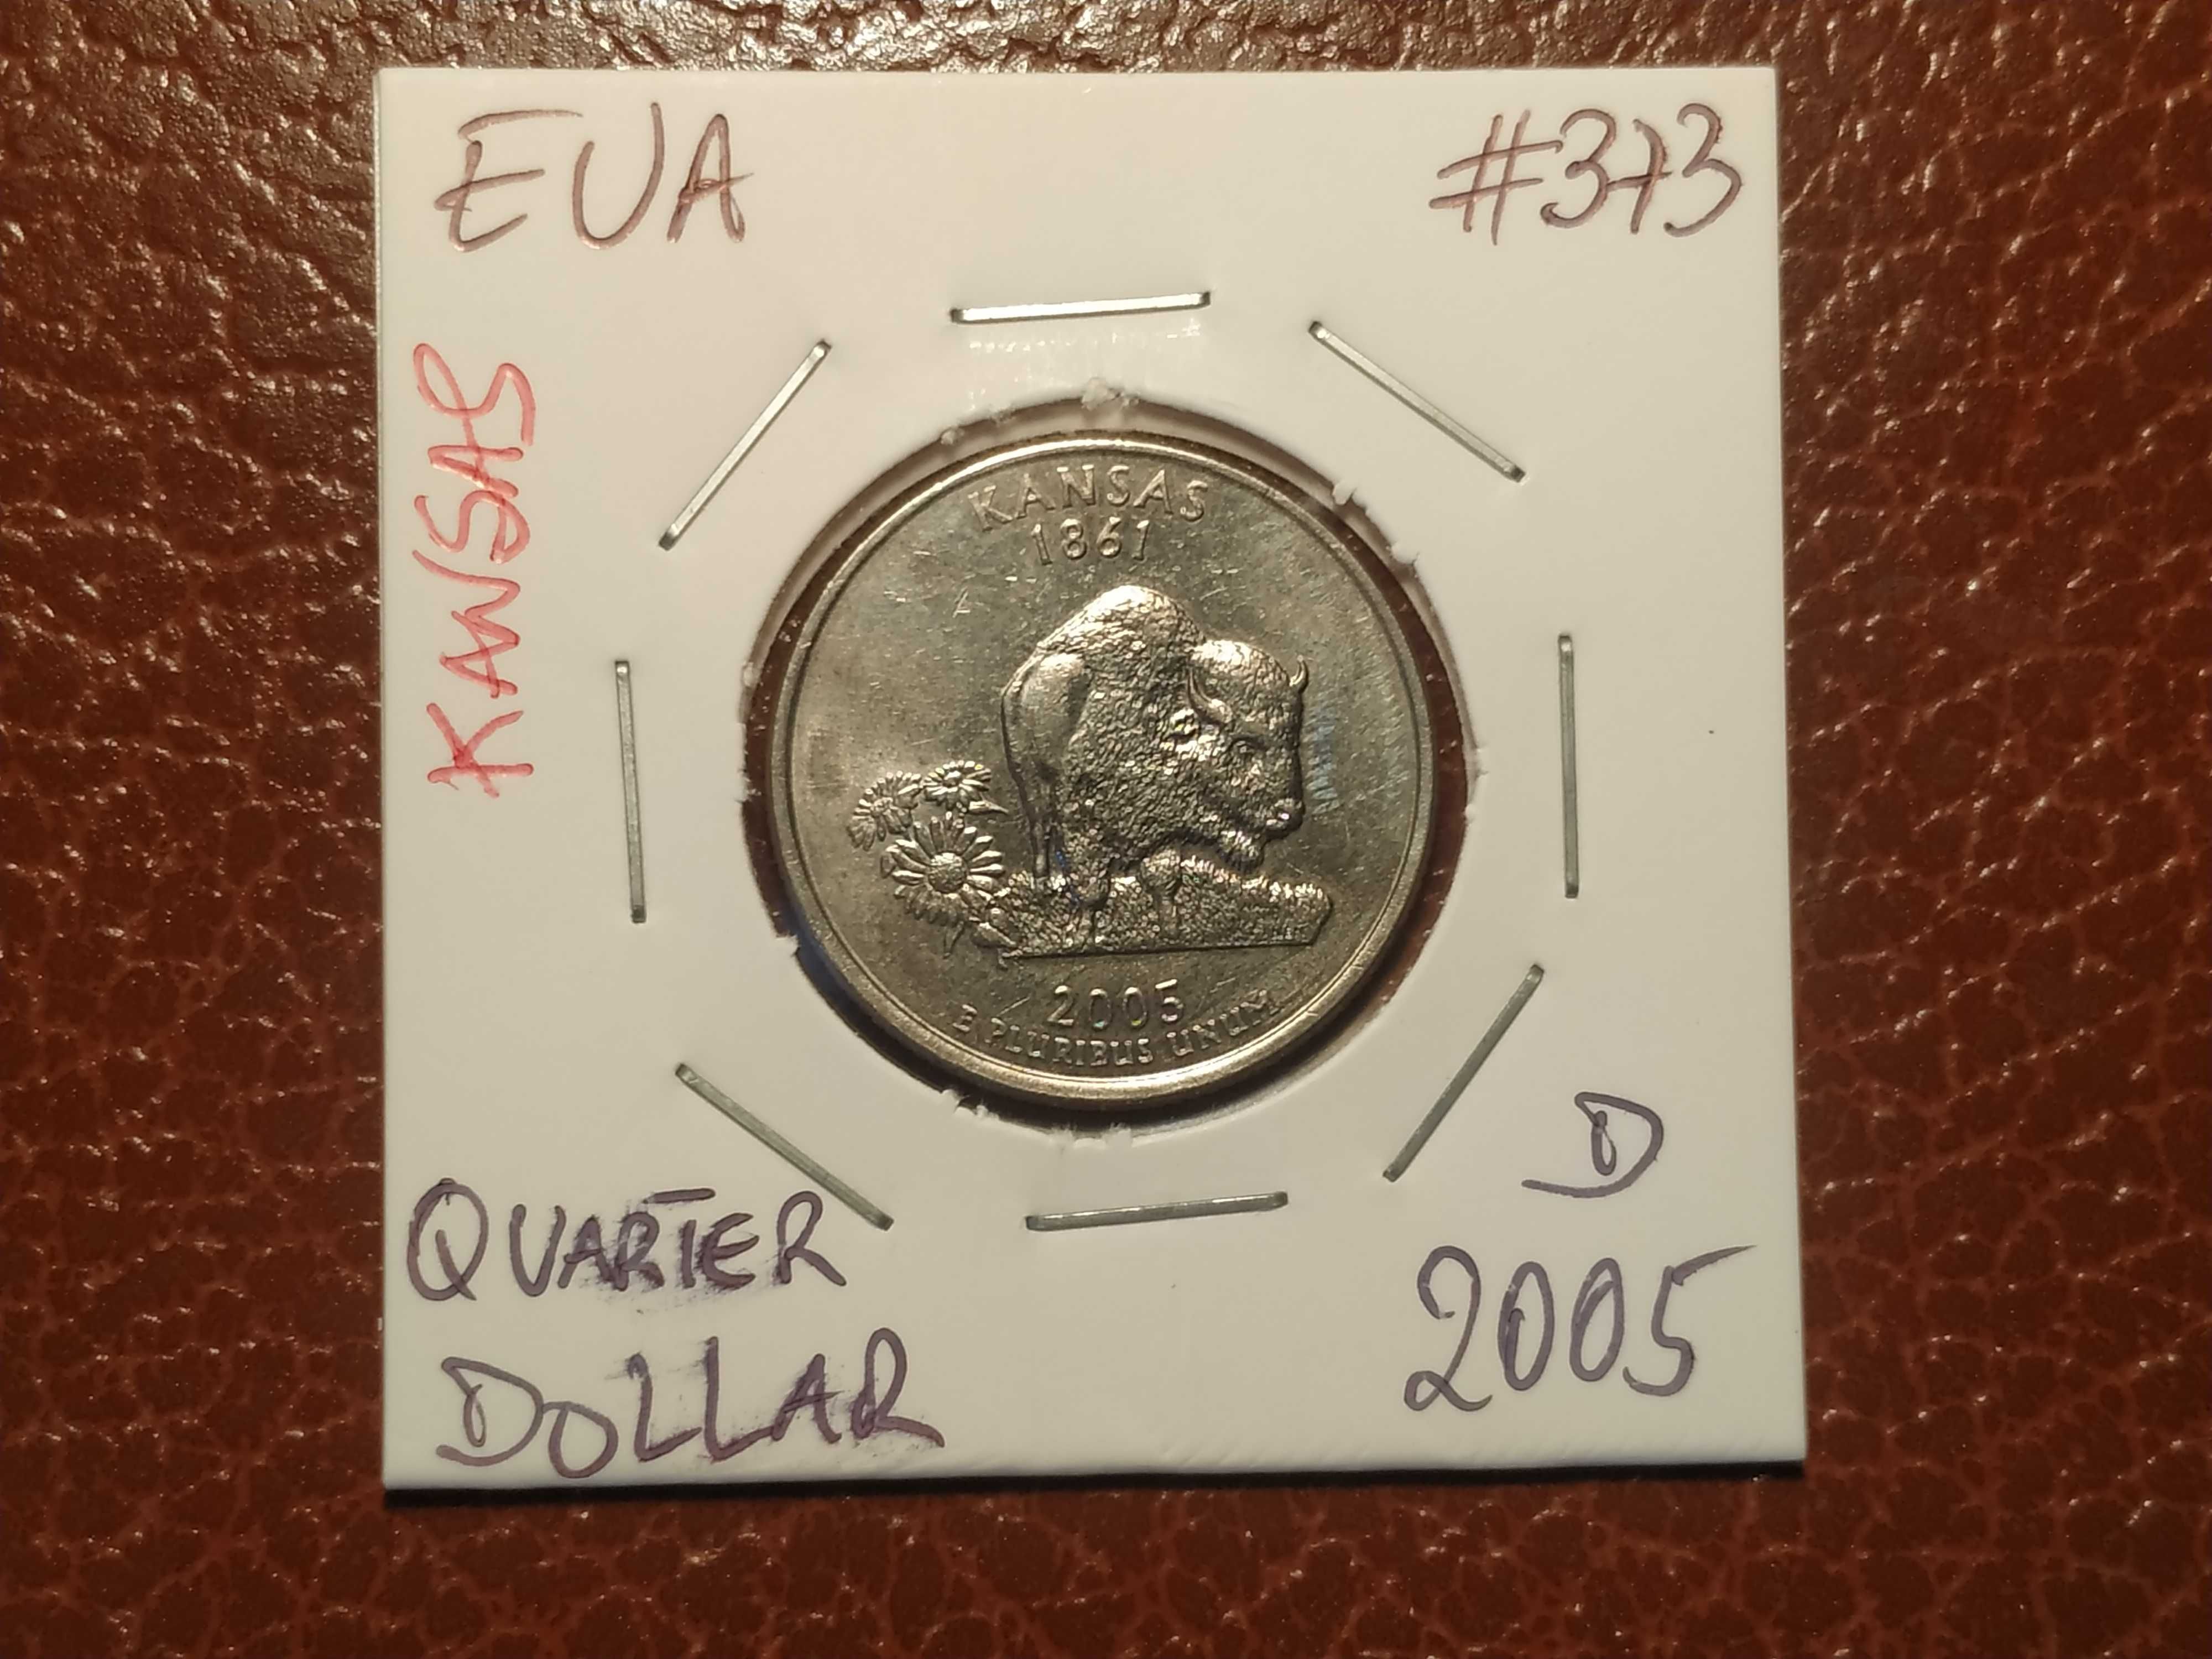 EUA
#373
KANSAS
KANSAS
1861
2005
E PLURIBUS UNUM
QUARTER
DOLLAR
D
2005